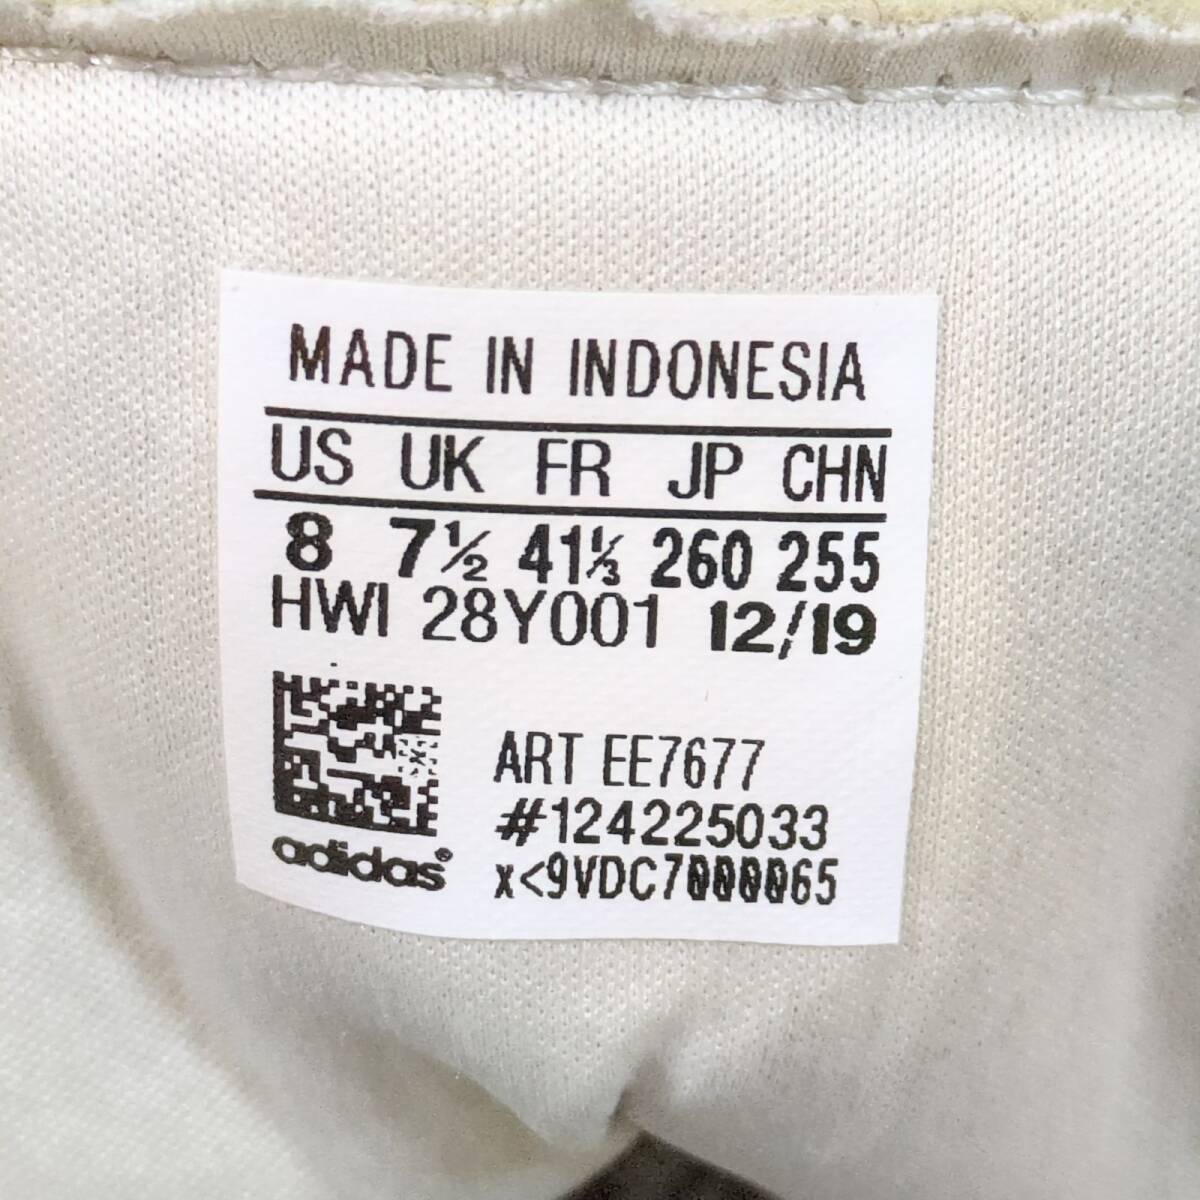 MADE IN INDONESIA
US UK FR JP CHN
8 7½ 41⅓ 260 255
HWI 28Y001 12/19
ART EE7677
#124225033
x<9VDC7000065
adidas®